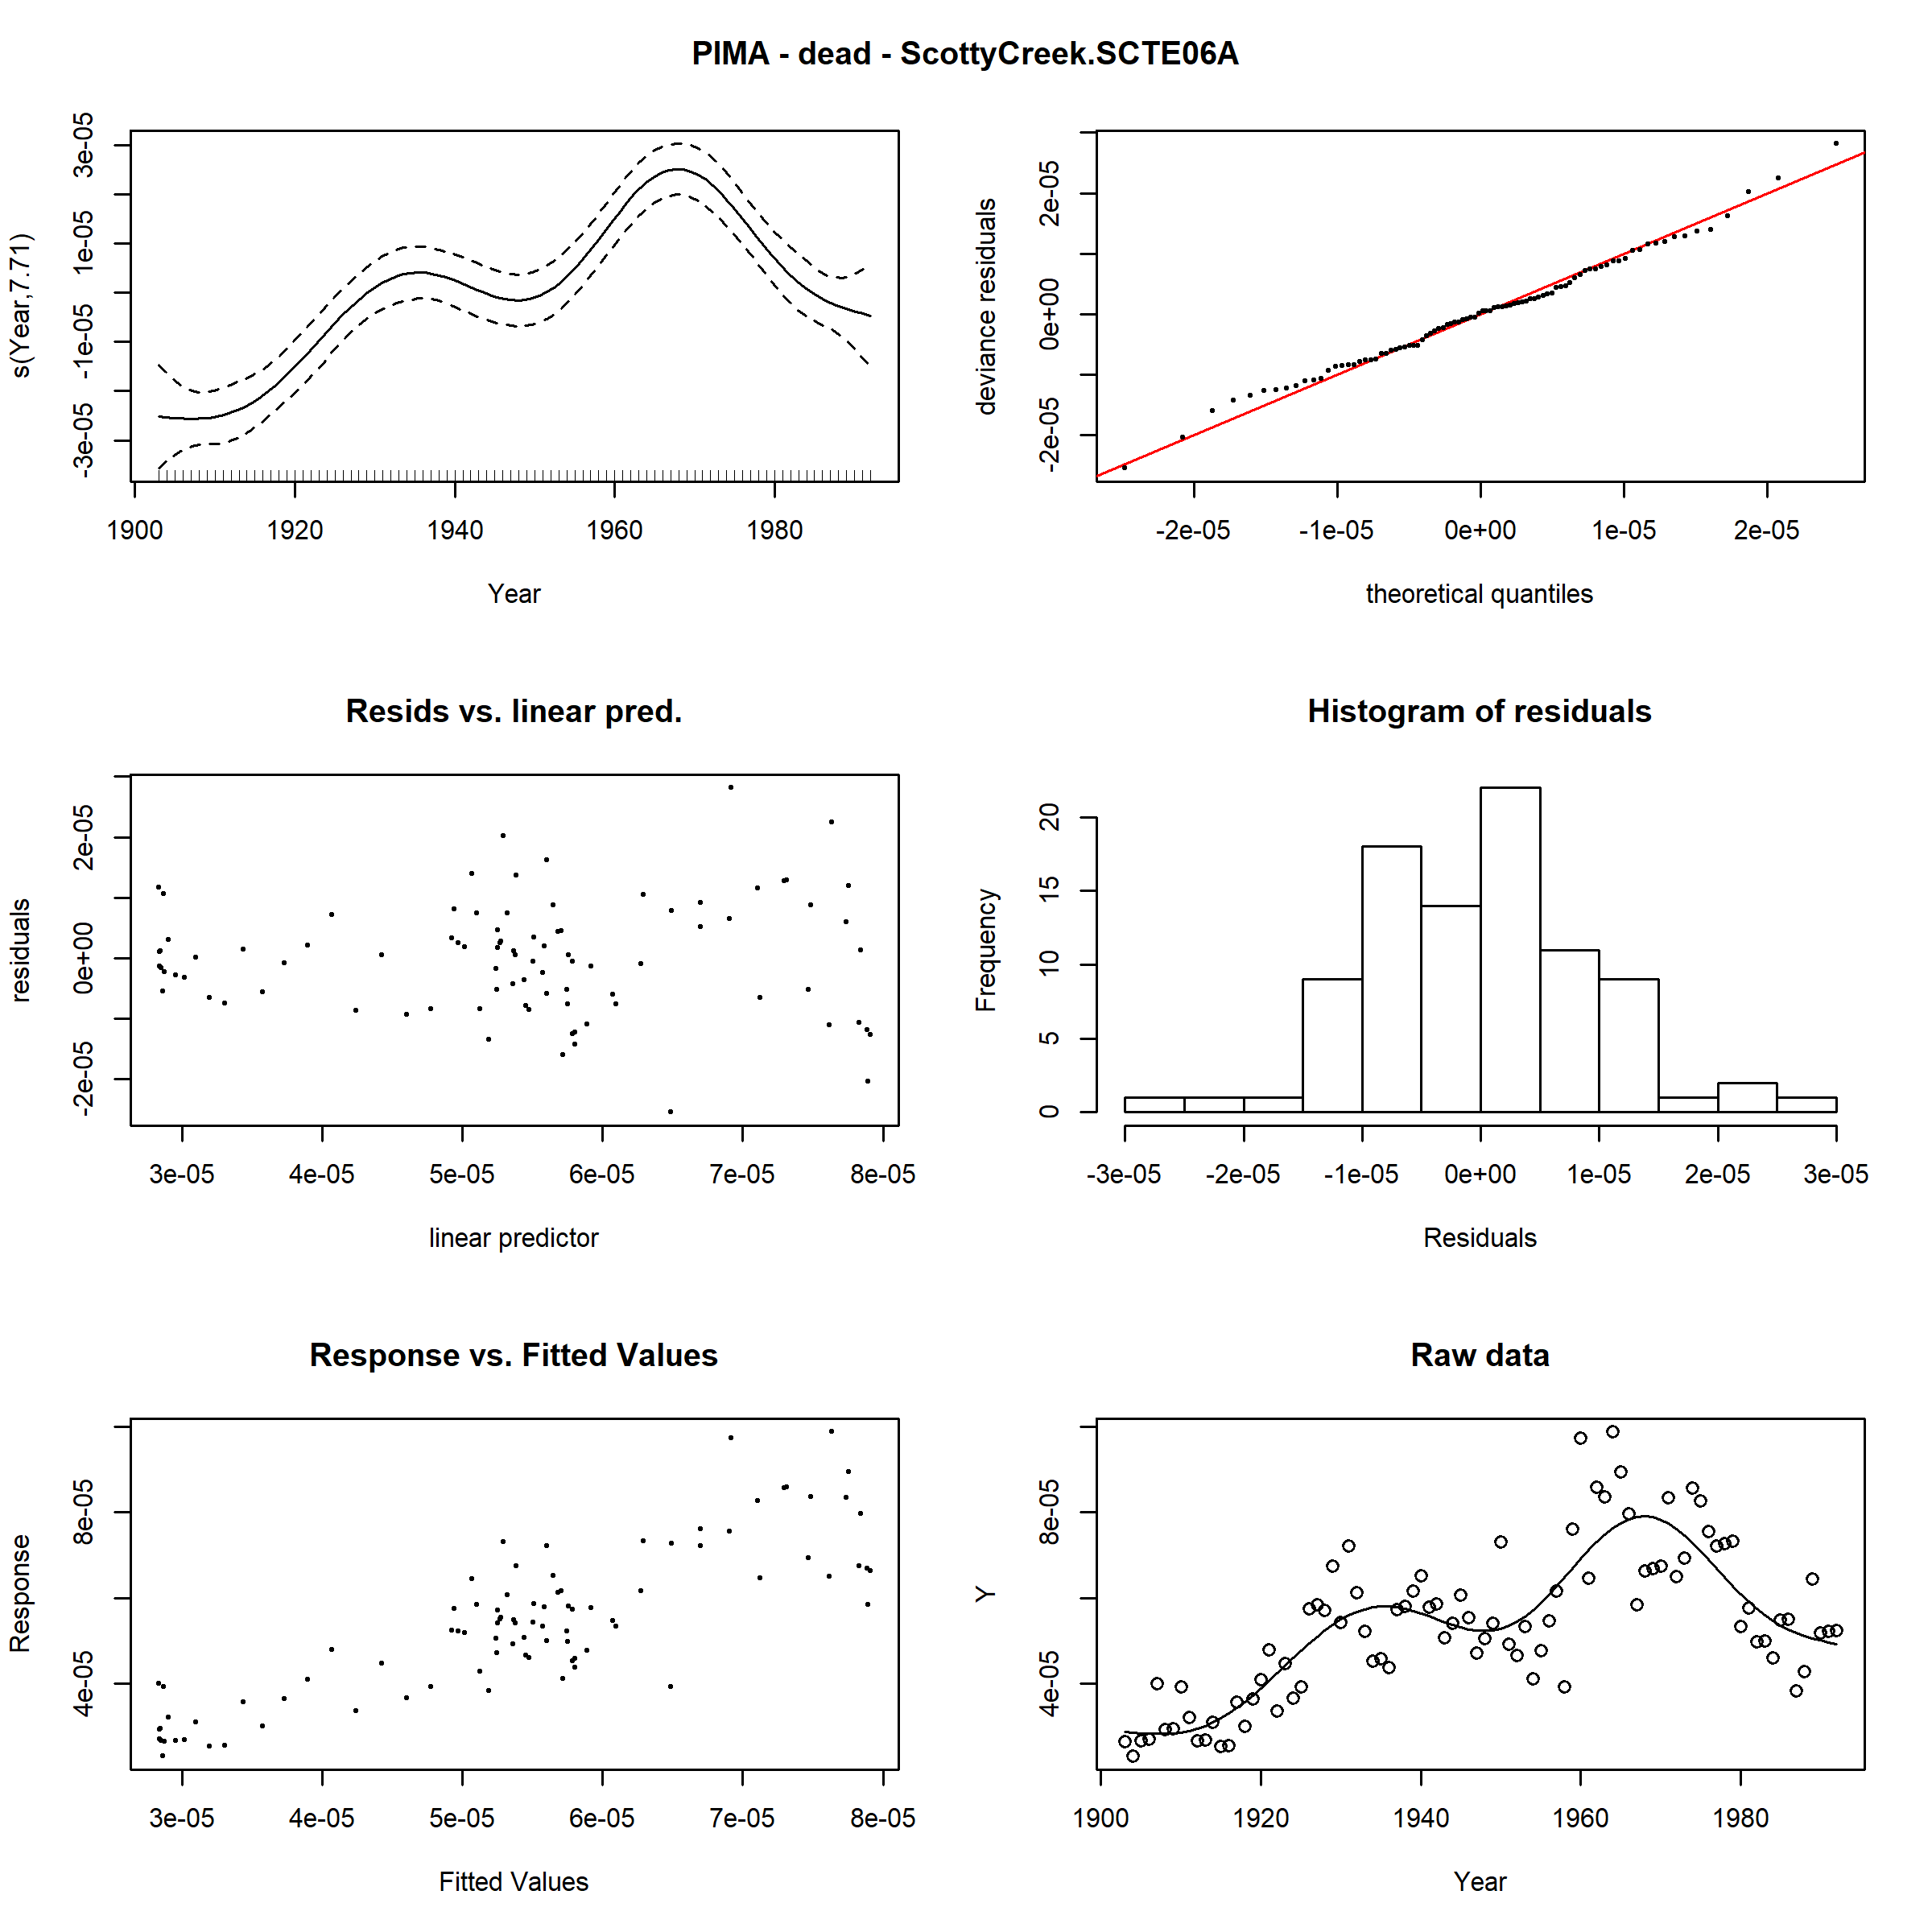 PIMA - dead - ScottyCreek.SCTE06A
s(Year,7.71)
-3e-05 -1e-05 1e-05 3e-05
1900 1920 1940 1960 1980
Year
deviance residuals
-2e-05 0e+00 2e-05
-2e-05 -1e-05 0e+00 1e-05 2e-05
theoretical quantiles
Resids vs. linear pred.
residuals
-2e-05 0e+00 2e-05
3e-05 4e-05 5e-05 6e-05 7e-05 8e-05
linear predictor
Histogram of residuals
Frequency
0 5 10 15 20
-3e-05 -2e-05 -1e-05 0e+00 1e-05 2e-05 3e-05
Residuals
Response vs. Fitted Values
Response
4e-05 8e-05
3e-05 4e-05 5e-05 6e-05 7e-05 8e-05
Fitted Values
Raw data
Y
4e-05 8e-05
1900 1920 1940 1960 1980
Year